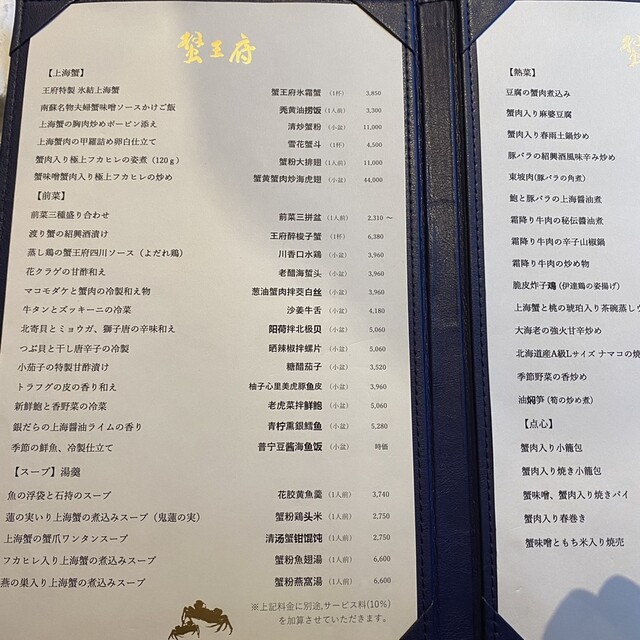 蟹王府
【上海蟹】
王府特製 氷結上海蟹 蟹王府氷霜蟹 (1杯) 3,850
南蘇名物夫婦蟹味噌ソースかけご飯 秃黄油捞饭 (1人前) 3,300
上海蟹の胸肉炒めポーピン添え 清炒蟹粉 (小盆) 11,000
上海蟹肉の甲羅詰め卵白仕立て 雪花蟹斗 (1杯) 4,500
蟹肉入り極上フカヒレの姿煮（120g） 蟹粉大排翅 (1人前) 11,000
蟹味噌蟹肉入り極上フカヒレの炒め 蟹黄蟹肉炒海虎翅 (小盆) 44,000
【前菜】
前菜三種盛り合わせ 前菜三拼盆 (1人前) 2,310～
渡り蟹の紹興酒漬け 王府醉梭子蟹 (1杯) 6,380
蒸し鶏の蟹王府四川ソース（よだれ鶏） 川香口水鶏 (小盆) 3,960
花クラゲの甘酢和え 老醋海蜇头 (小盆) 3,960
マコモダケと蟹肉の冷製和え物 葱油蟹肉拌茭白丝 (小盆) 3,960
牛タンとズッキーニの冷菜 沙姜牛舌 (小盆) 4,180
北寄貝とミョウガ、獅子唐の辛味和え 阳荷拌北极贝 (小盆) 5,060
つぶ貝と干し唐辛子の冷製 晒辣椒拌螺片 (小盆) 5,060
小茄子の特製甘酢漬け 糖醋茄子 (小盆) 3,520
トラフグの皮の香り和え 柚子心里美虎豚鱼皮 (小盆) 3,960
新鮮鮑と香野菜の冷菜 老虎菜拌鲜鲍 (小盆) 5,060
銀だらの上海醤油ライムの香り 青柠熏銀鳕鱼 (小盆) 5,280
季節の鮮魚、冷製仕立て 普宁豆酱海鱼饭 (小盆) 時価
【スープ】湯羹
魚の浮袋と石持のスープ 花胶黄魚羹 (1人前) 3,740
蓮の実いり上海蟹の煮込みスープ（鬼蓮の実） 蟹粉鶏头米 (1人前) 2,750
上海蟹の蟹爪ワンタンスープ 清汤蟹钳馄饨 (1人前) 2,750
フカヒレ入り上海蟹の煮込みスープ 蟹粉魚翅湯 (1人前) 6,600
燕の巣入り上海蟹の煮込みスープ 蟹粉燕窩湯 (1人前) 6,600
※上記料金に別途,サービス料(10%)
を加算させていただきます。
【熱菜】
豆腐の蟹肉煮込み
蟹肉入り麻婆豆腐
蟹肉入り春雨土鍋炒め
豚バラの紹興酒風味辛み炒め
東坡肉(豚バラの角煮)
鮑と豚バラの上海醤油煮
霜降り牛肉の秘伝醤油煮
霜降り牛肉の辛子山椒鍋
霜降り牛肉の炒め物
脆皮炸子鶏 (伊達鶏の姿揚げ)
上海蟹と桃の琥珀入り茶碗蒸し
大海老の強火甘辛炒め
北海道産A級Lサイズ ナマコの
季節野菜の香炒め
油焖笋 (筍の炒め煮)
【点心】
蟹肉入り小籠包
蟹肉入り焼き小籠包
蟹味噌、蟹肉入り焼きパイ
蟹肉入り春巻き
蟹味噌ともち米入り焼売